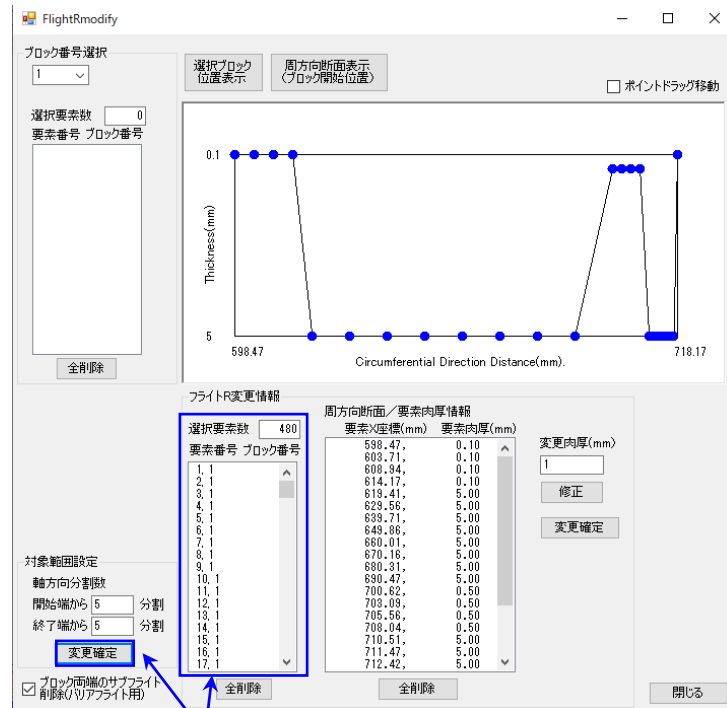 FlightRmodify
ブロック番号選択
1
選択ブロック
位置表示
周方向断面表示
(ブロック開始位置)
ポイントドラッグ移動
選択要素数 0
要素番号 ブロック番号
全削除
0.1
Thickness(mm)
5
598.47
718.17
Circumferential Direction Distance(mm).
フライトR変更情報
選択要素数 480
要素番号 ブロック番号
1, 1
2, 1
3, 1
4, 1
5, 1
6, 1
7, 1
8, 1
9, 1
10, 1
11, 1
12, 1
13, 1
14, 1
15, 1
16, 1
17, 1
全削除
周方向断面/要素肉厚情報
要素X座標(mm) 要素肉厚(mm)
598.47, 0.10
603.71, 0.10
608.94, 0.10
614.17, 0.10
619.41, 5.00
629.56, 5.00
639.71, 5.00
649.86, 5.00
660.01, 5.00
670.16, 5.00
680.31, 5.00
690.47, 5.00
700.62, 0.50
703.09, 0.50
705.56, 0.50
708.04, 0.50
710.51, 5.00
711.47, 5.00
712.42, 5.00
全削除
変更肉厚(mm)
1
修正
変更確定
対象範囲設定
軸方向分割数
開始端から 5 分割
終了端から 5 分割
変更確定
ブロック両端のサブフライト
削除(バリアフライト用)
閉じる